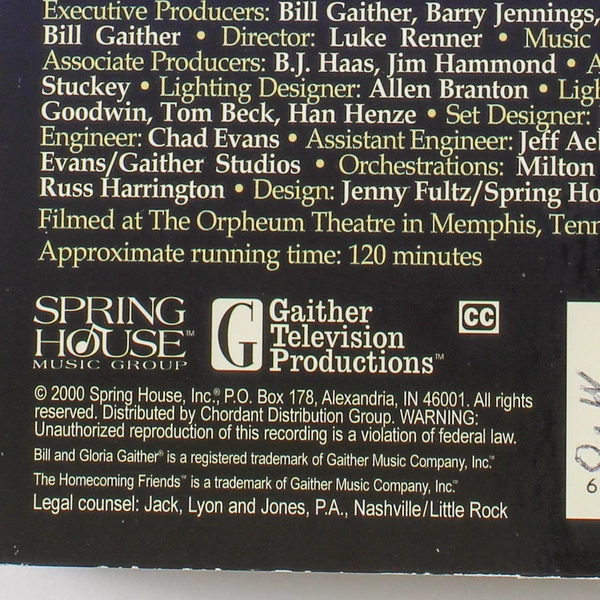 Executive Producers: Bill Gaither, Barry Jennings,
Bill Gaither • Director: Luke Renner • Music
Associate Producers: B.J. Haas, Jim Hammond • A
Stuckey • Lighting Designer: Allen Branton • Ligh
Goodwin, Tom Beck, Han Henze • Set Designer:
Engineer: Chad Evans • Assistant Engineer: Jeff Ae
Evans/Gaither Studios • Orchestrations: Milton
Russ Harrington • Design: Jenny Fultz/Spring Ho
Filmed at The Orpheum Theatre in Memphis, Tenn
Approximate running time: 120 minutes
SPRING HOUSE™ MUSIC GROUP
G Gaither Television Productions™
CC
© 2000 Spring House, Inc.® P.O. Box 178, Alexandria, IN 46001. All rights
reserved. Distributed by Chordant Distribution Group. WARNING:
Unauthorized reproduction of this recording is a violation of federal law.
Bill and Gloria Gaither® is a registered trademark of Gaither Music Company, Inc.™
The Homecoming Friends™ is a trademark of Gaither Music Company, Inc.™
Legal counsel: Jack, Lyon and Jones, P.A., Nashville/Little Rock
6